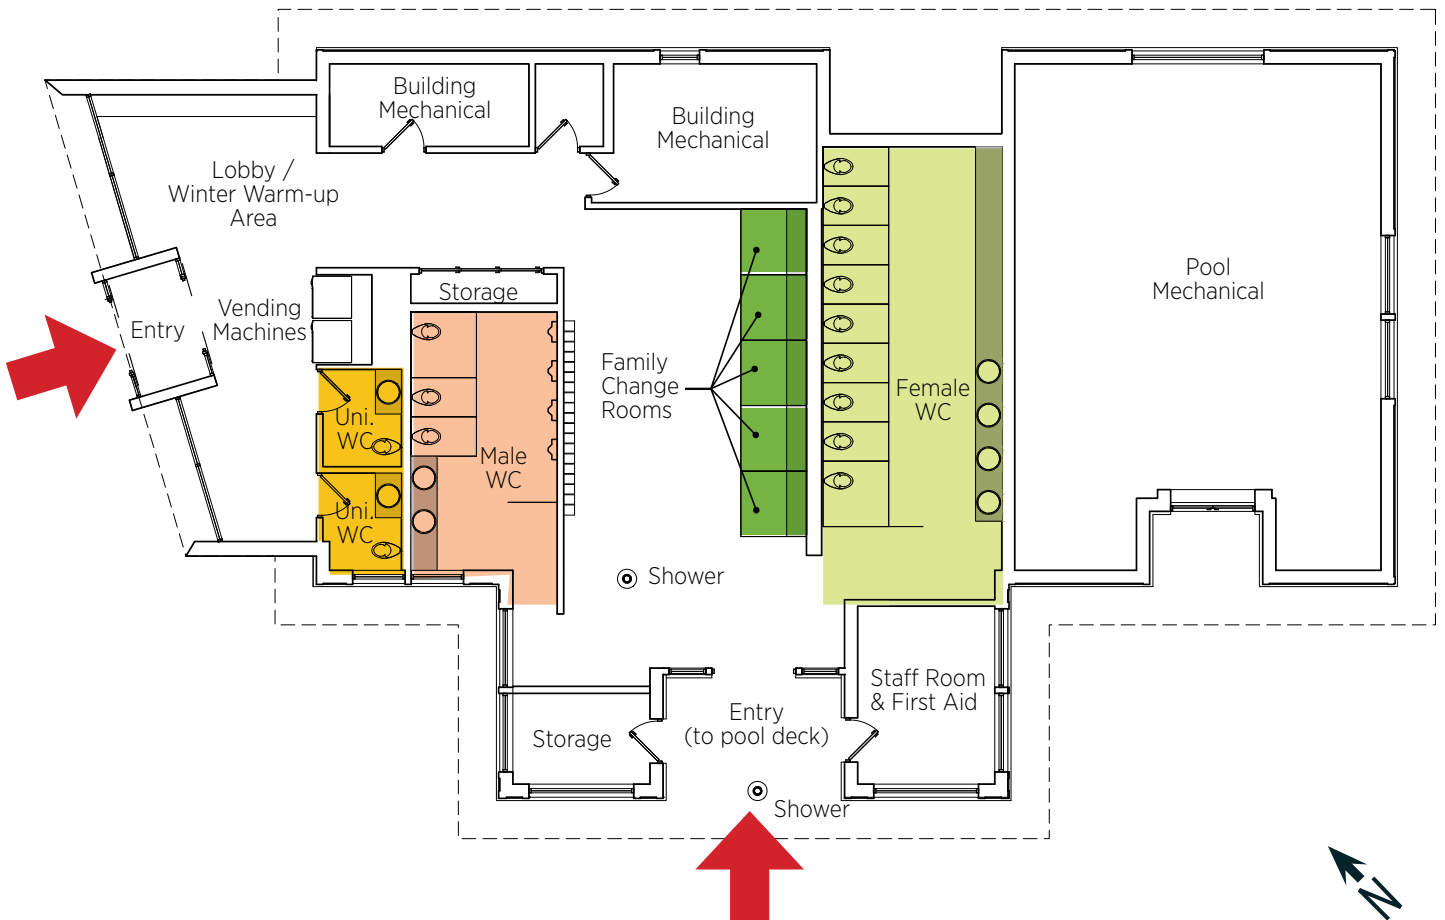 Building
Mechanical
Building
Mechanical
Lobby /
Winter Warm-up
Area
Pool
Mechanical
Storage
Vending
Machines
Entry
Family
Change
Rooms
Female
WC
Uni.
WC
Male
WC
Uni.
WC
Shower
Staff Room
& First Aid
Entry
(to pool deck)
Storage
Shower
N